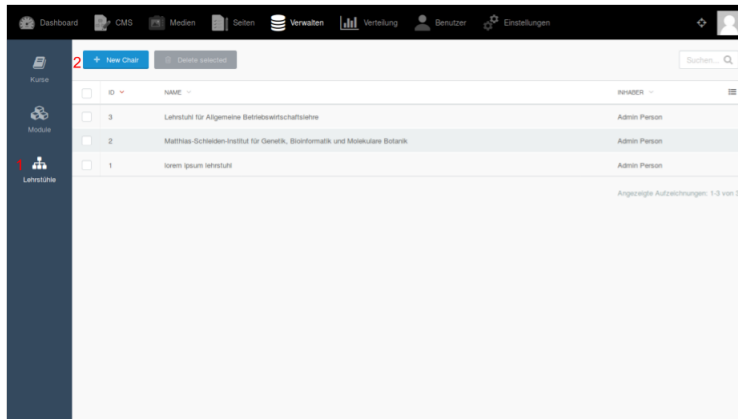 Dashboard CMS Medien Seiten Verwalten Verteilung Benutzer Einstellungen
Kurse
Module
1
Lehrstühle
2 + New Chair Delete selected Suchen...
ID NAME INHABER
3 Lehrstuhl für Allgemeine Betriebswirtschaftslehre Admin Person
2 Matthias-Schleiden-Institut für Genetik, Bioinformatik und Molekulare Botanik Admin Person
1 lorem ipsum lehrstuhl Admin Person
Angezeigte Aufzeichnungen: 1-3 von